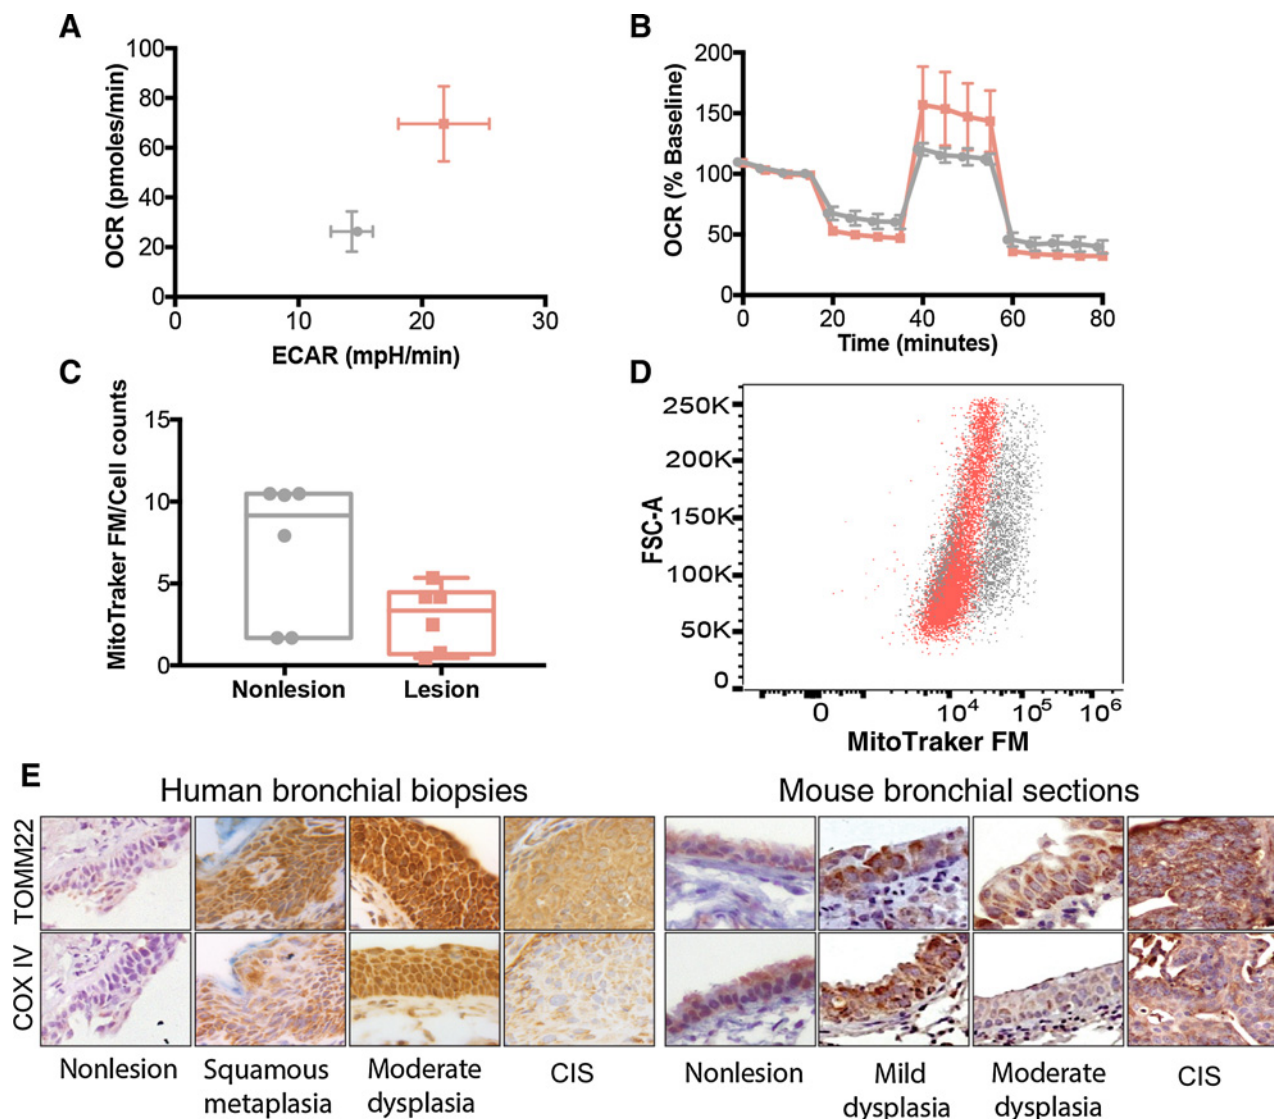 A
100
80
60
40
20
0
OCR (pmoles/min)
0 10 20 30
ECAR (mpH/min)
B
200
150
100
50
0
OCR (% Baseline)
0 20 40 60 80
Time (minutes)
C
15
10
5
0
MitoTraker FM/Cell counts
Nonlesion Lesion
D
250K
200K
150K
100K
50K
0
FSC-A
0 10^4 10^5 10^6
MitoTraker FM
E
Human bronchial biopsies
Mouse bronchial sections
TOMM22
COX IV
Nonlesion
Squamous
metaplasia
Moderate
dysplasia
CIS
Nonlesion
Mild
dysplasia
Moderate
dysplasia
CIS